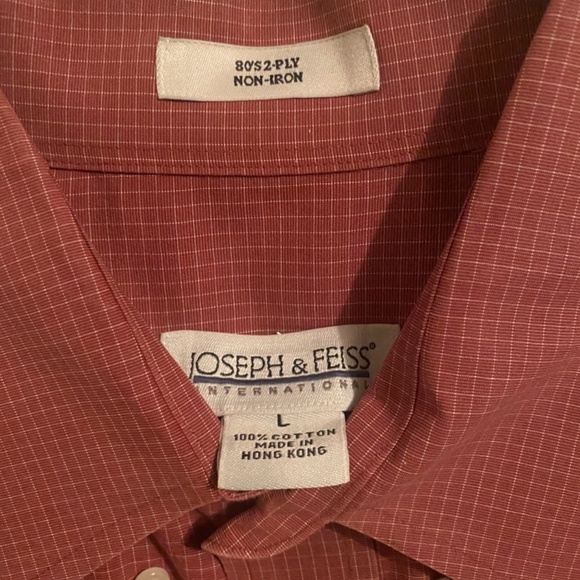 80'S 2-PLY
NON-IRON
JOSEPH & FEISS®
INTERNATIONAL
L
100% COTTON
MADE IN
HONG KONG